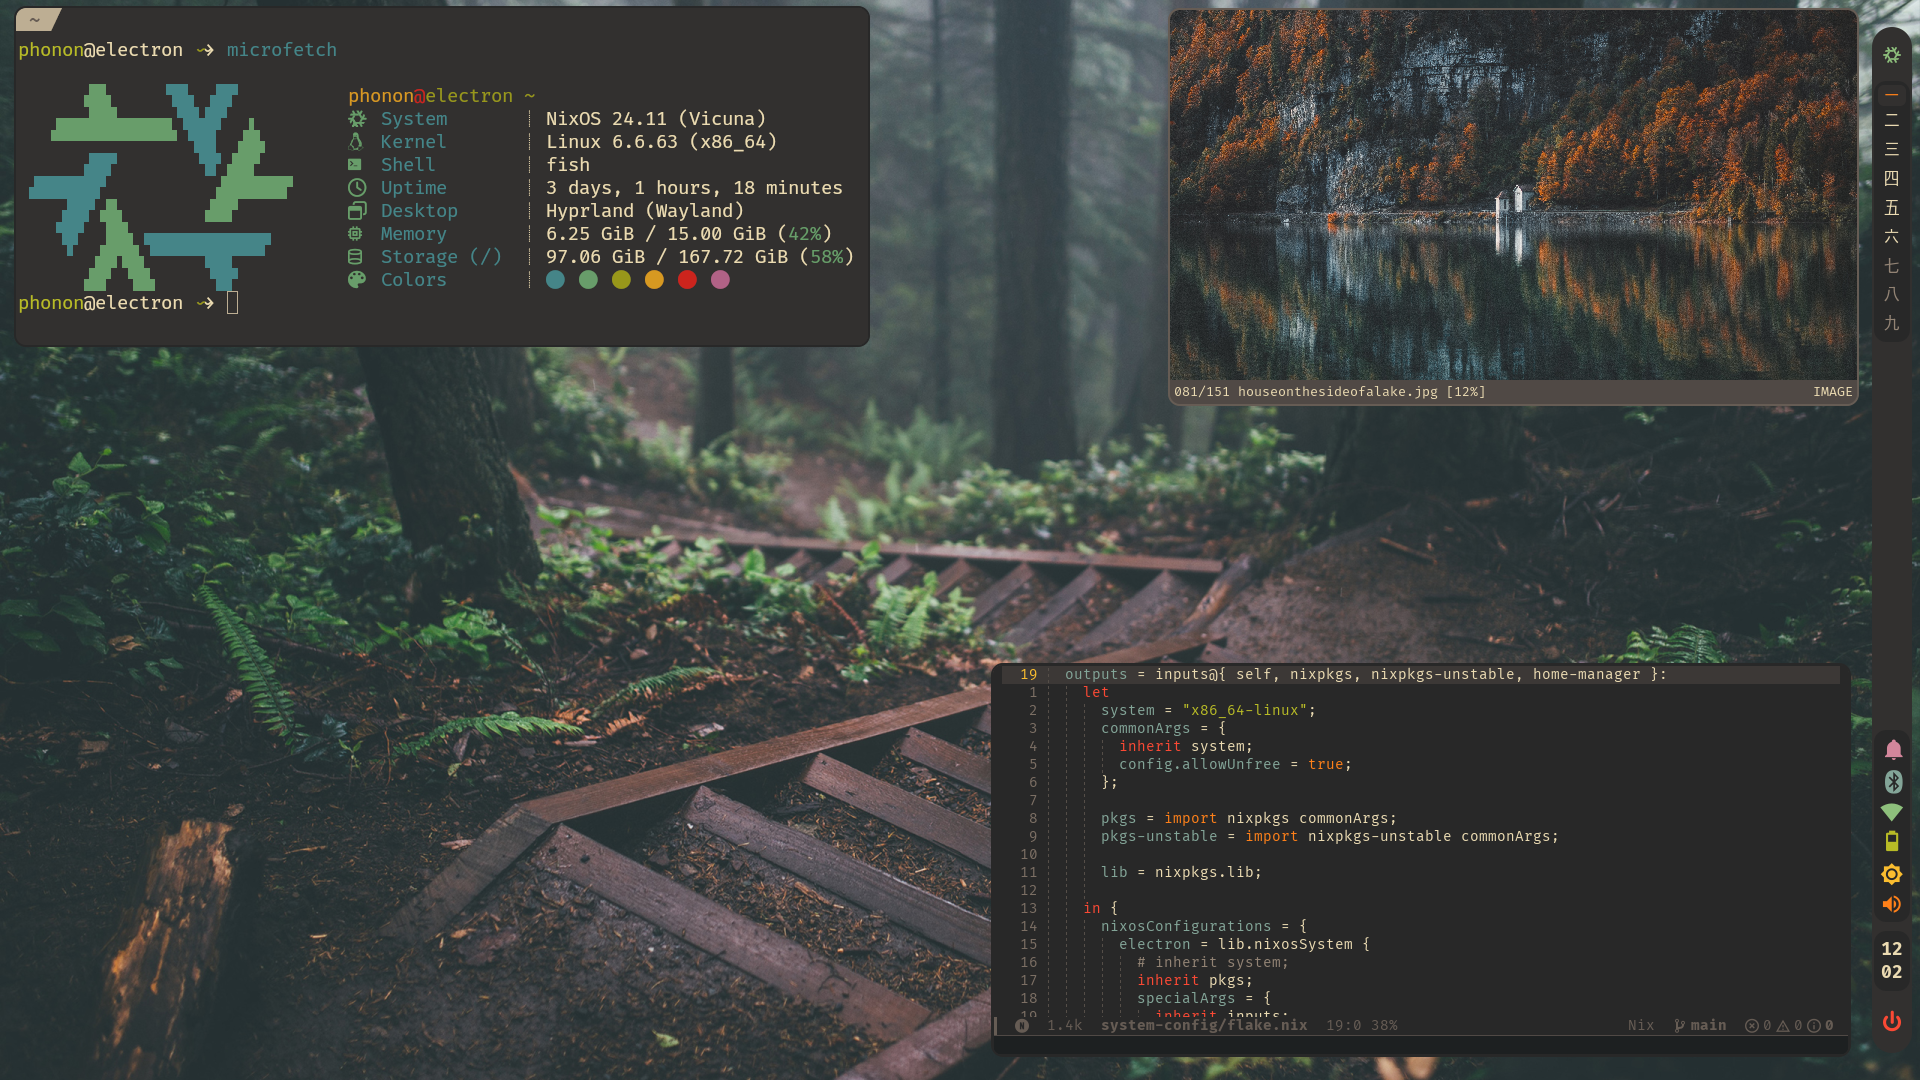 ~
phonon@electron ~> microfetch
phonon@electron ~
System | NixOS 24.11 (Vicuna)
Kernel | Linux 6.6.63 (x86_64)
Shell | fish
Uptime | 3 days, 1 hours, 18 minutes
Desktop | Hyprland (Wayland)
Memory | 6.25 GiB / 15.00 GiB (42%)
Storage (/) | 97.06 GiB / 167.72 GiB (58%)
Colors |
phonon@electron ~>
081/151 houseonthesideofalake.jpg [12%] IMAGE
一
二
三
四
五
六
七
八
九
19 outputs = inputs@{ self, nixpkgs, nixpkgs-unstable, home-manager }:
1 let
2 system = "x86_64-linux";
3 commonArgs = {
4 inherit system;
5 config.allowUnfree = true;
6 };
7
8 pkgs = import nixpkgs commonArgs;
9 pkgs-unstable = import nixpkgs-unstable commonArgs;
10
11 lib = nixpkgs.lib;
12
13 in {
14 nixosConfigurations = {
15 electron = lib.nixosSystem {
16 # inherit system;
17 inherit pkgs;
18 specialArgs = {
19 inherit inputs;
N 1.4k system-config/flake.nix 19:0 38% Nix main 0 0 0
12
02